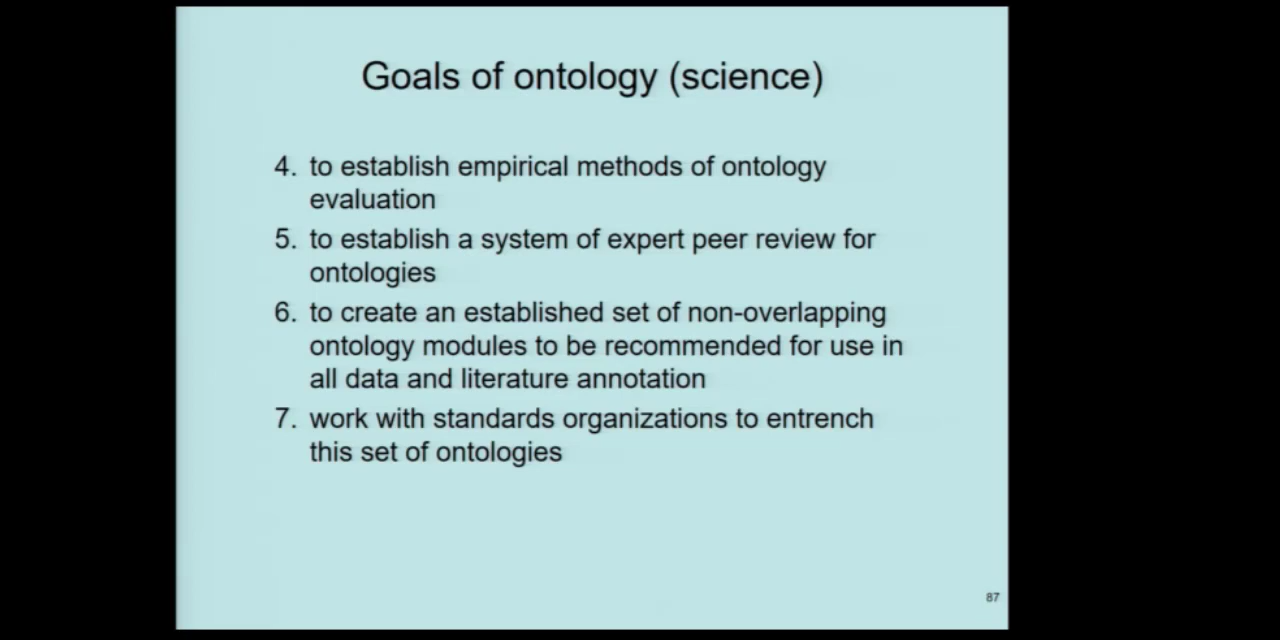 Goals of ontology (science)
4. to establish empirical methods of ontology
evaluation
5. to establish a system of expert peer review for
ontologies
6. to create an established set of non-overlapping
ontology modules to be recommended for use in
all data and literature annotation
7. work with standards organizations to entrench
this set of ontologies
87